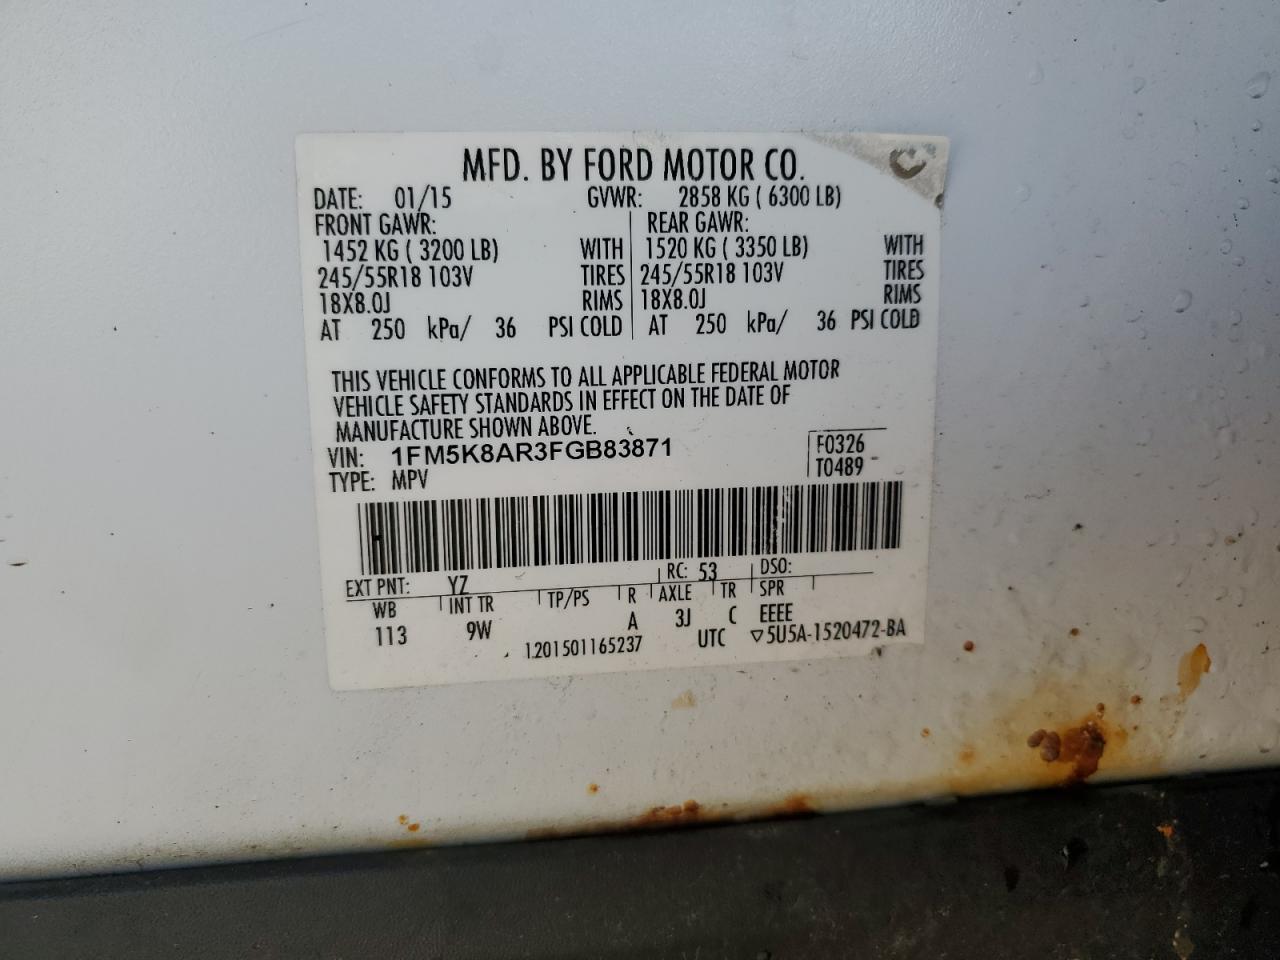 MFD. BY FORD MOTOR CO.
DATE: 01/15 GVWR: 2858 KG ( 6300 LB)
FRONT GAWR: REAR GAWR:
1452 KG ( 3200 LB) WITH 1520 KG ( 3350 LB) WITH
245/55R18 103V TIRES 245/55R18 103V TIRES
18X8.0J RIMS 18X8.0J RIMS
AT 250 kPa/ 36 PSI COLD AT 250 kPa/ 36 PSI COLD
THIS VEHICLE CONFORMS TO ALL APPLICABLE FEDERAL MOTOR
VEHICLE SAFETY STANDARDS IN EFFECT ON THE DATE OF
MANUFACTURE SHOWN ABOVE.
VIN: 1FM5K8AR3FGB83871 F0326
TYPE: MPV T0489
EXT PNT: YZ RC: 53 DSO:
WB INT TR TP/PS R AXLE TR SPR
113 9W A 3J C EEEE
1201501165237 UTC ▽5U5A-1520472-BA